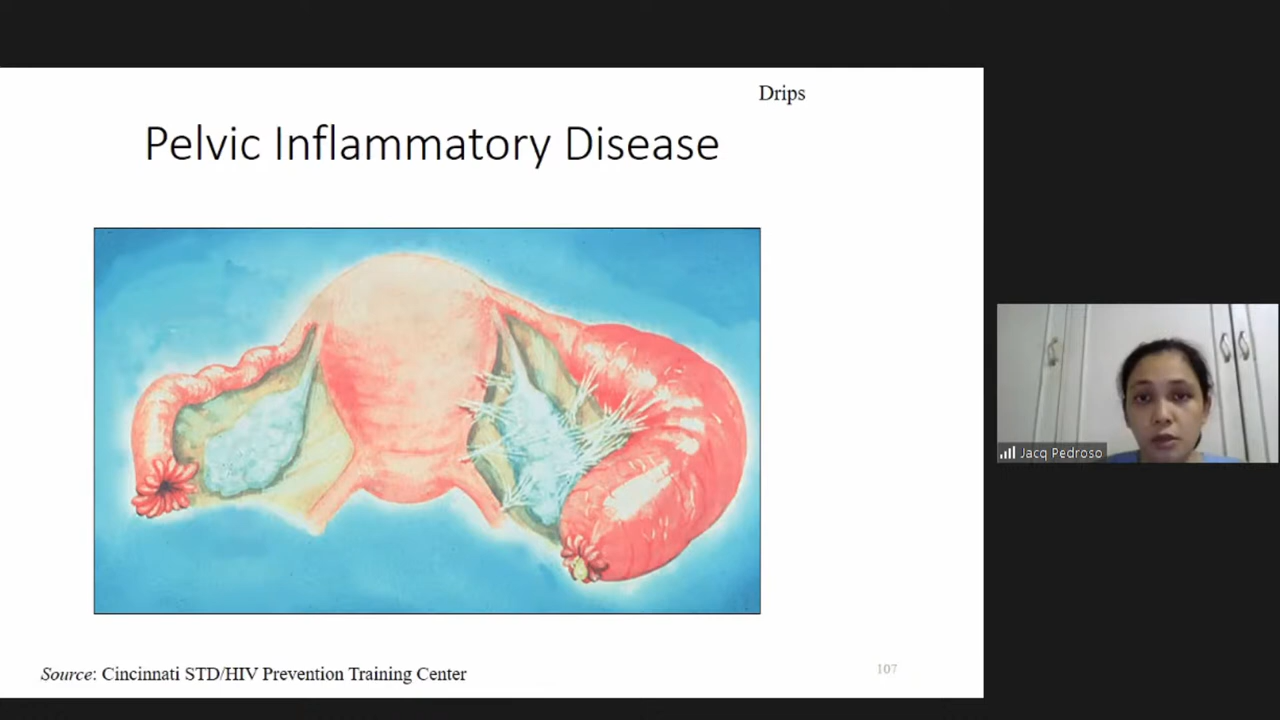 Drips
Pelvic Inflammatory Disease
Source: Cincinnati STD/HIV Prevention Training Center
107
Jacq Pedroso